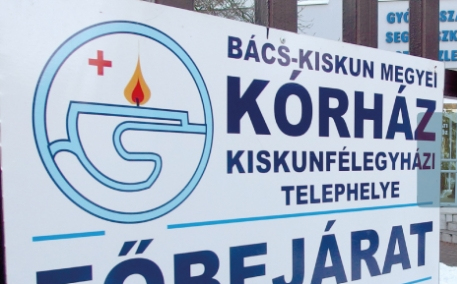 BÁCS-KISKUN MEGYEI
KÓRHÁZ
KISKUNFÉLEGYHÁZI
TELEPHELYE
FŐBEJÁRAT